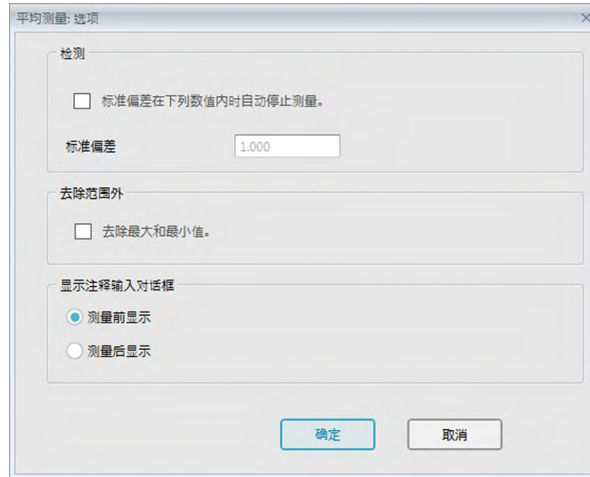 平均测量: 选项
检测
标准偏差在下列数值内时自动停止测量。
标准偏差
1.000
去除范围外
去除最大和最小值。
显示注释输入对话框
测量前显示
测量后显示
确定
取消